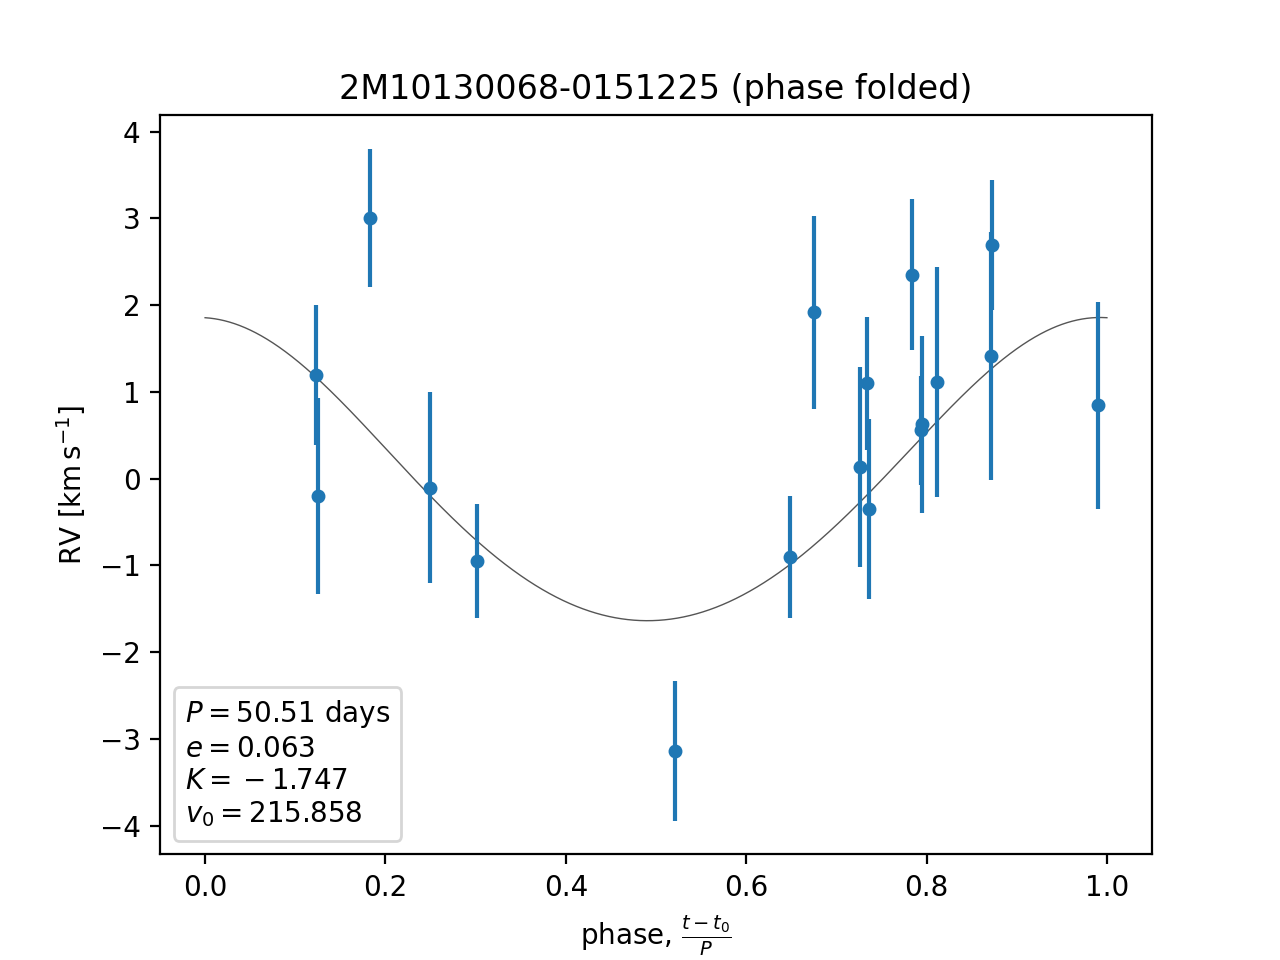 2M10130068-0151225 (phase folded)
4
3
2
1
0
−1
−2
−3
−4
RV [km s⁻¹]
P = 50.51 days
e = 0.063
K = −1.747
v₀ = 215.858
0.0 0.2 0.4 0.6 0.8 1.0
phase, (t − t₀)/P